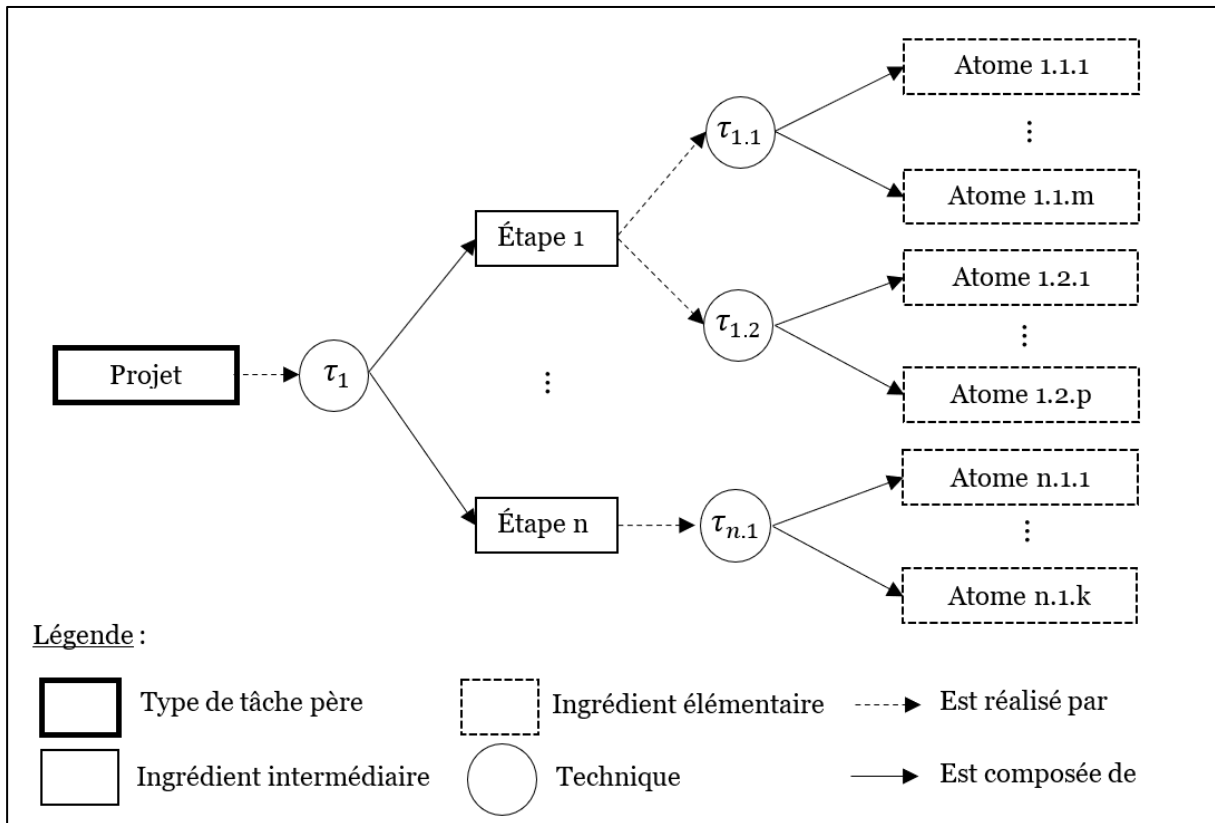 Atome 1.1.1
τ1.1
⋮
Atome 1.1.m
Étape 1
Atome 1.2.1
τ1.2
⋮
Projet
τ1
⋮
Atome 1.2.p
Atome n.1.1
Étape n
τn.1
⋮
Atome n.1.k
Légende :
Type de tâche père
Ingrédient élémentaire
Est réalisé par
Ingrédient intermédiaire
Technique
Est composée de